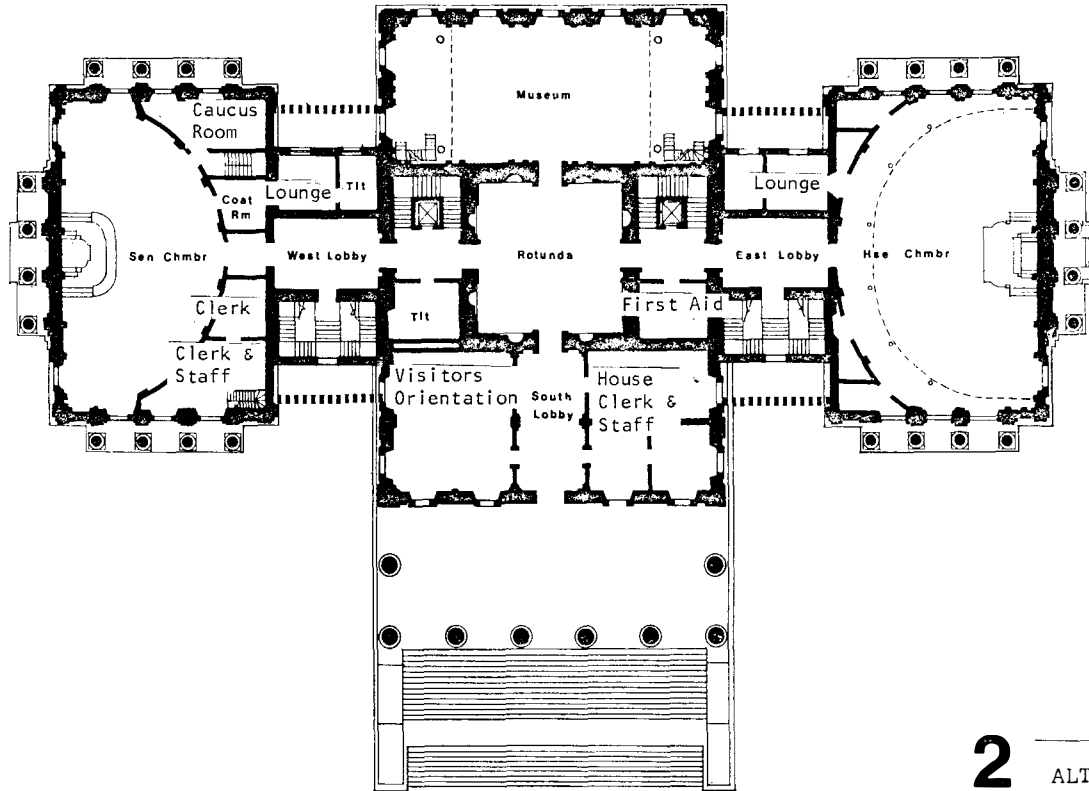 Museum
Caucus
Room
Lounge
Tlt
Coat
Rm
Lounge
Sen Chmbr
West Lobby
Rotunda
East Lobby
Hse Chmbr
Clerk
Tlt
First Aid
Clerk &
Staff
Visitors
Orientation
South
Lobby
House
Clerk &
Staff
2
ALT